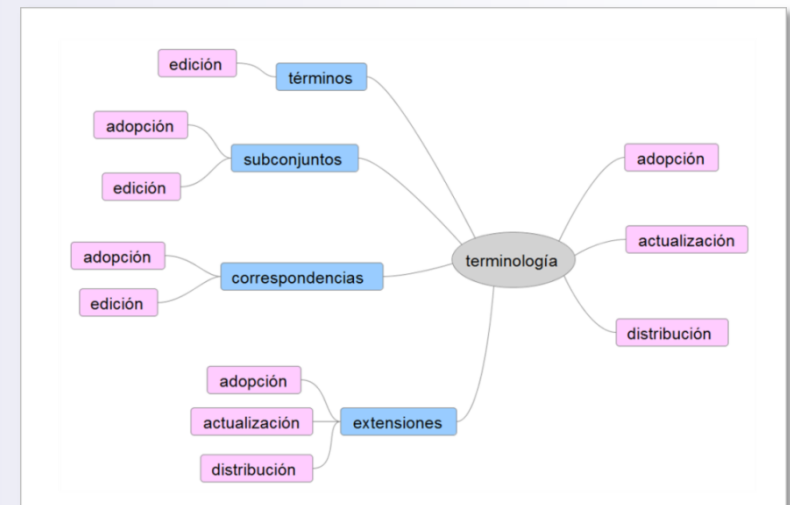 edición
términos
adopción
subconjuntos
edición
adopción
correspondencias
edición
adopción
actualización
extensiones
distribución
terminología
adopción
actualización
distribución